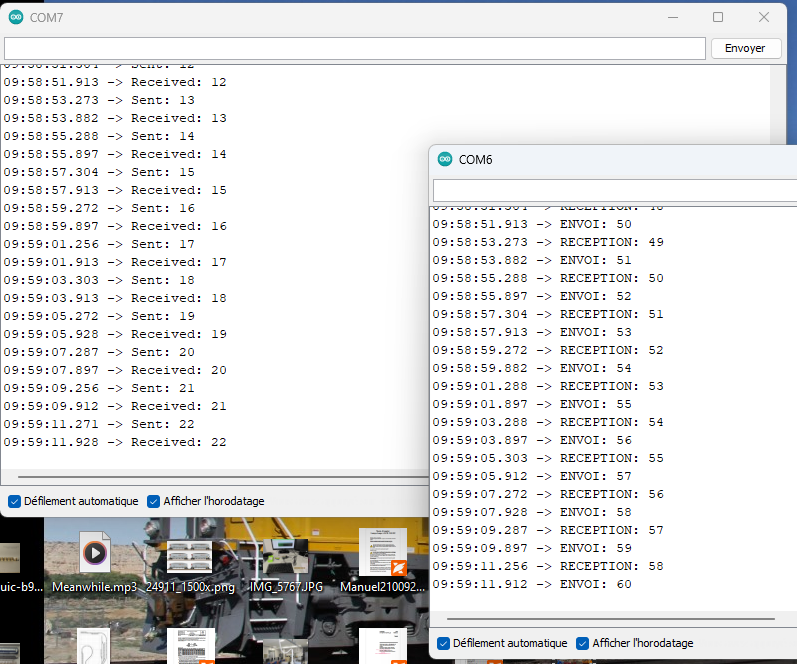 COM7
Envoyer
09:58:51.913 -> Received: 12
09:58:53.273 -> Sent: 13
09:58:53.882 -> Received: 13
09:58:55.288 -> Sent: 14
09:58:55.897 -> Received: 14
09:58:57.304 -> Sent: 15
09:58:57.913 -> Received: 15
09:58:59.272 -> Sent: 16
09:58:59.897 -> Received: 16
09:59:01.256 -> Sent: 17
09:59:01.913 -> Received: 17
09:59:03.303 -> Sent: 18
09:59:03.913 -> Received: 18
09:59:05.272 -> Sent: 19
09:59:05.928 -> Received: 19
09:59:07.287 -> Sent: 20
09:59:07.897 -> Received: 20
09:59:09.256 -> Sent: 21
09:59:09.912 -> Received: 21
09:59:11.271 -> Sent: 22
09:59:11.928 -> Received: 22
Défilement automatique
Afficher l'horodatage
COM6
09:58:51.913 -> ENVOI: 50
09:58:53.273 -> RECEPTION: 49
09:58:53.882 -> ENVOI: 51
09:58:55.288 -> RECEPTION: 50
09:58:55.897 -> ENVOI: 52
09:58:57.304 -> RECEPTION: 51
09:58:57.913 -> ENVOI: 53
09:58:59.272 -> RECEPTION: 52
09:58:59.882 -> ENVOI: 54
09:59:01.288 -> RECEPTION: 53
09:59:01.897 -> ENVOI: 55
09:59:03.288 -> RECEPTION: 54
09:59:03.897 -> ENVOI: 56
09:59:05.303 -> RECEPTION: 55
09:59:05.912 -> ENVOI: 57
09:59:07.272 -> RECEPTION: 56
09:59:07.928 -> ENVOI: 58
09:59:09.287 -> RECEPTION: 57
09:59:09.897 -> ENVOI: 59
09:59:11.256 -> RECEPTION: 58
09:59:11.912 -> ENVOI: 60
Défilement automatique
Afficher l'horodatage
uic-b9...
Meanwhile.mp3
24911_1500x.png
IMG_5767.JPG
Manuel210092...